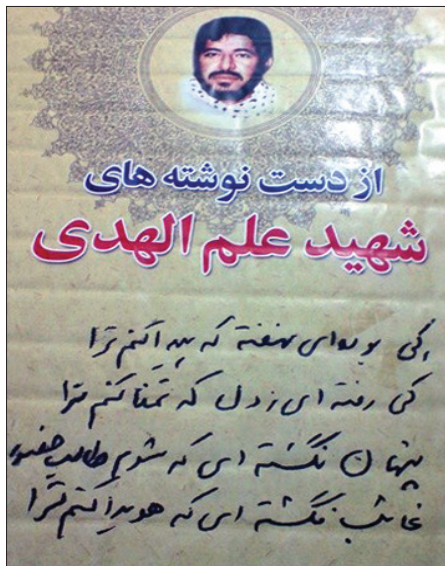 از دست نوشته های
شهید علم الهدی
کی بوده‌ای نهفته که پیدا کنم ترا
کی رفته ای ز دل که تمنا کنم ترا
پنهان نگشته ای که شوم طالب حضور
غائب نگشته ای که هویدا کنم ترا